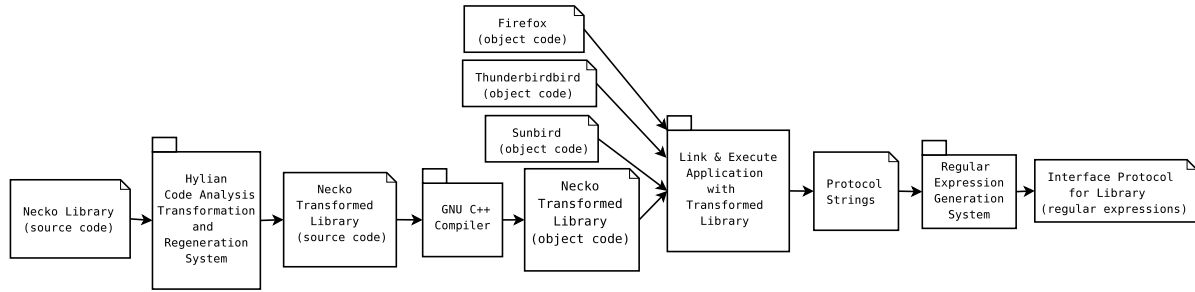 Necko Library
(source code)
Hylian
Code Analysis
Transformation
and
Regeneration
System
Necko
Transformed
Library
(source code)
GNU C++
Compiler
Firefox
(object code)
Thunderbirdbird
(object code)
Sunbird
(object code)
Necko
Transformed
Library
(object code)
Link & Execute
Application
with
Transformed
Library
Protocol
Strings
Regular
Expression
Generation
System
Interface Protocol
for Library
(regular expressions)